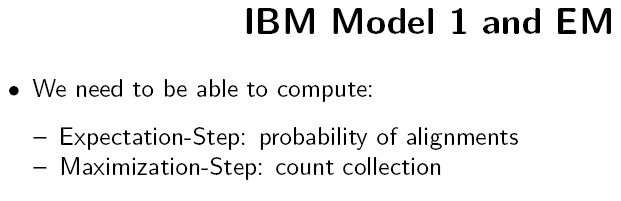 IBM Model 1 and EM
• We need to be able to compute:
– Expectation-Step: probability of alignments
– Maximization-Step: count collection